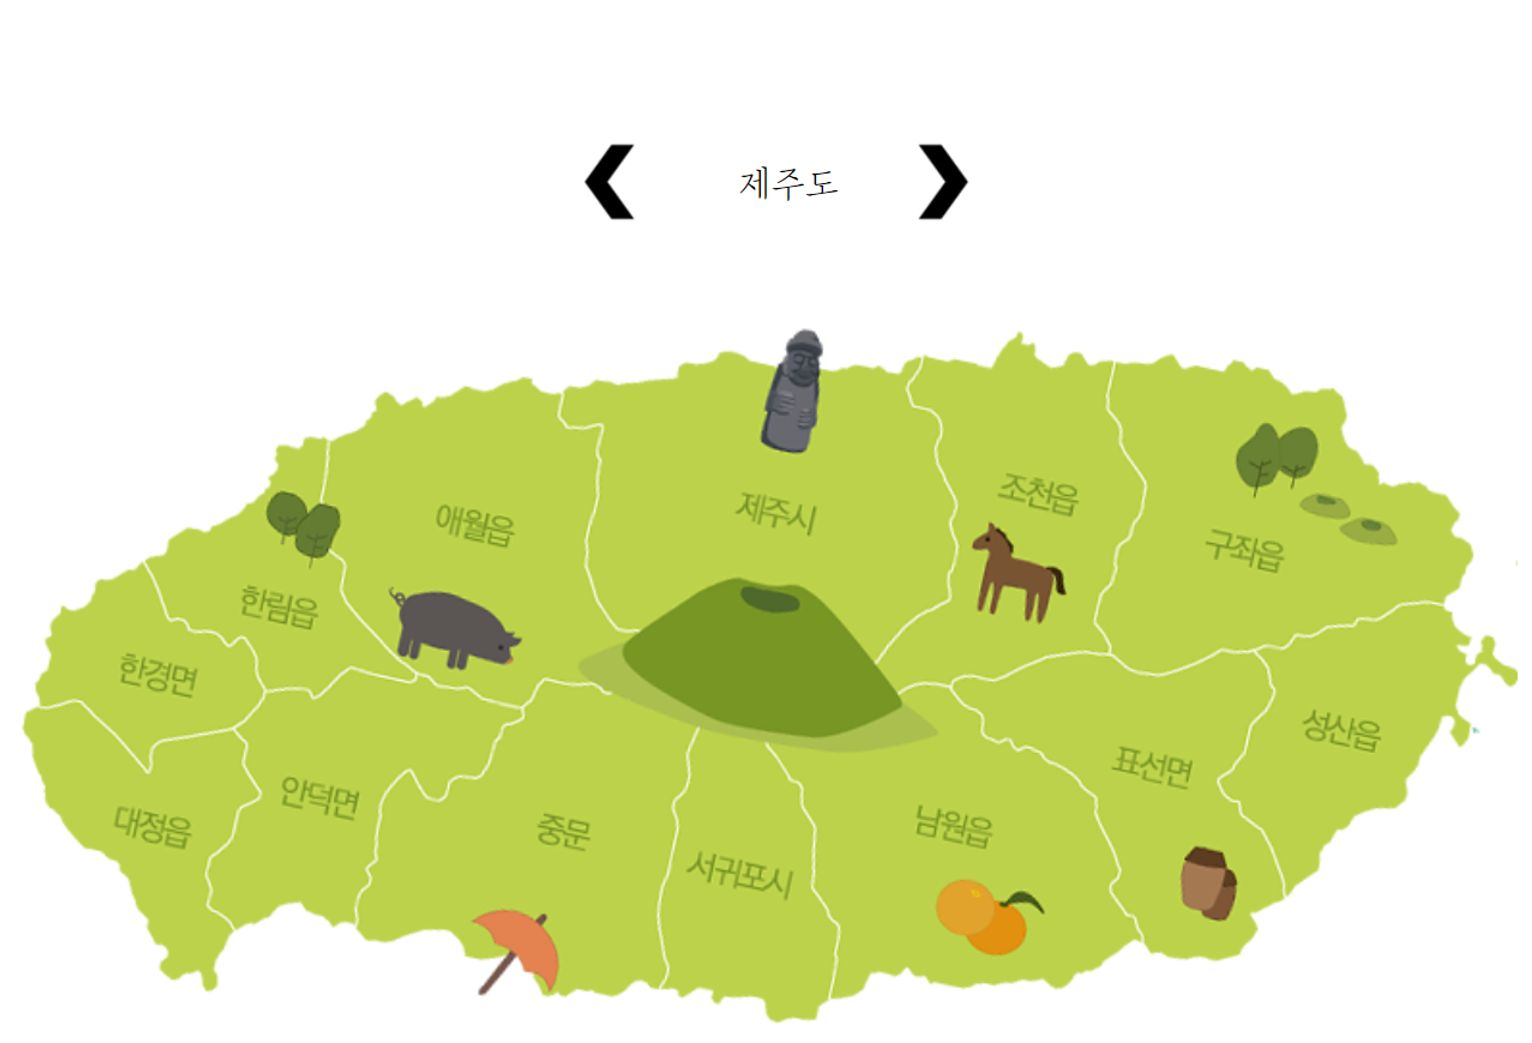 제주도
제주시
조천읍
애월읍
구좌읍
한림읍
한경면
성산읍
표선면
안덕면
대정읍
중문
남원읍
서귀포시